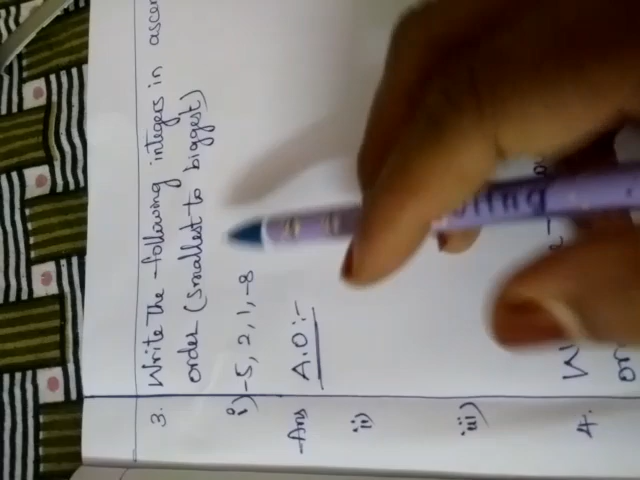 3. Write the following integers in ascen
order (smallest to biggest)
i) -5, 2, 1, -8
Ans A.O:-
ii)
iii)
4.